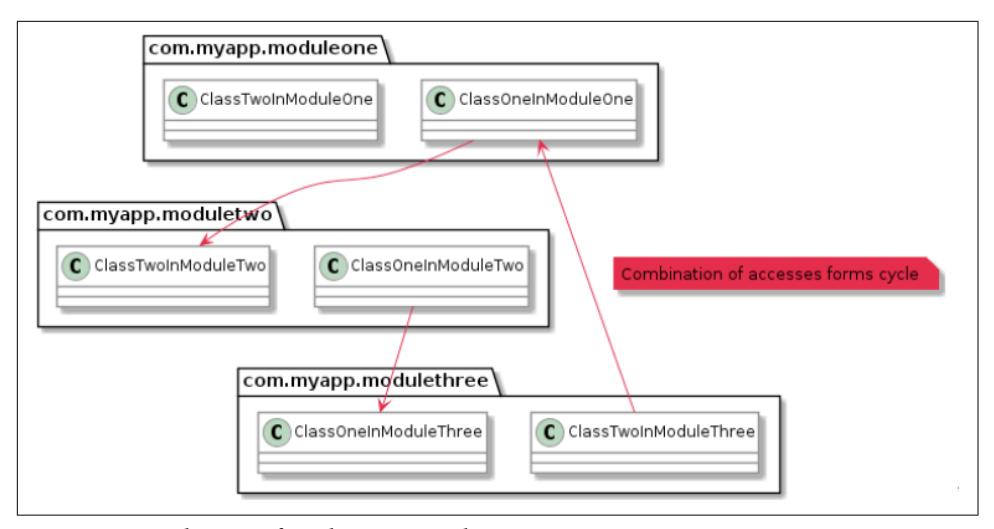 com.myapp.moduleone
C ClassTwoInModuleOne
C ClassOneInModuleOne
com.myapp.moduletwo
C ClassTwoInModuleTwo
C ClassOneInModuleTwo
Combination of accesses forms cycle
com.myapp.modulethree
C ClassOneInModuleThree
C ClassTwoInModuleThree